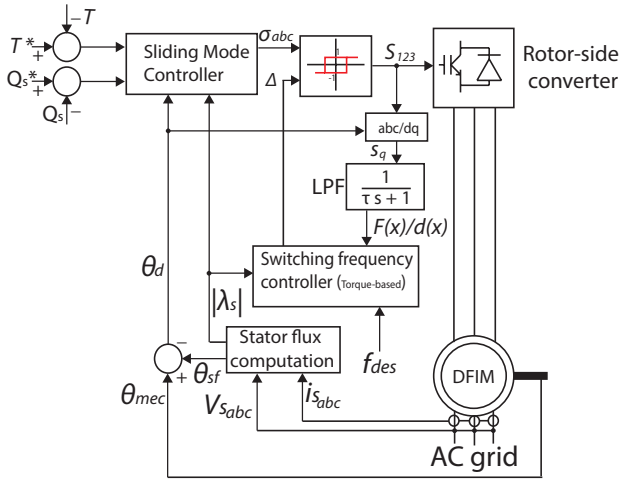 − T
T*
+
Qs*
+
Qs −
Sliding Mode
Controller
σabc
Δ
1
-1
S123
Rotor-side
converter
abc/dq
sq
LPF
1
τ s + 1
F(x)/d(x)
Switching frequency
controller (Torque-based)
θd
|λs|
Stator flux
computation
fdes
−
+
θsf
θmec
Vsabc
isabc
DFIM
AC grid